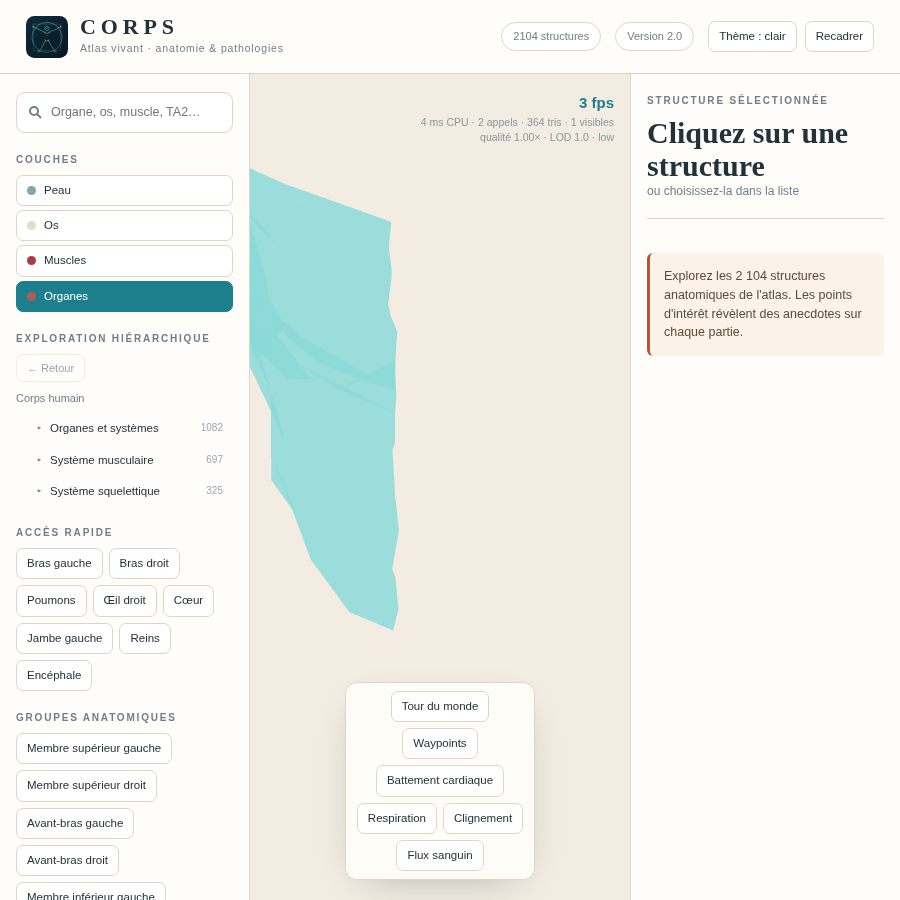 CORPS
Atlas vivant · anatomie & pathologies
2104 structures
Version 2.0
Thème : clair
Recadrer
Organe, os, muscle, TA2…
COUCHES
Peau
Os
Muscles
Organes
EXPLORATION HIÉRARCHIQUE
← Retour
Corps humain
Organes et systèmes 1082
Système musculaire 697
Système squelettique 325
ACCÈS RAPIDE
Bras gauche
Bras droit
Poumons
Œil droit
Cœur
Jambe gauche
Reins
Encéphale
GROUPES ANATOMIQUES
Membre supérieur gauche
Membre supérieur droit
Avant-bras gauche
Avant-bras droit
Membre inférieur gauche
3 fps
4 ms CPU · 2 appels · 364 tris · 1 visibles
qualité 1.00× · LOD 1.0 · low
Tour du monde
Waypoints
Battement cardiaque
Respiration
Clignement
Flux sanguin
STRUCTURE SÉLECTIONNÉE
Cliquez sur une
structure
ou choisissez-la dans la liste
Explorez les 2 104 structures
anatomiques de l'atlas. Les points
d'intérêt révèlent des anecdotes sur
chaque partie.